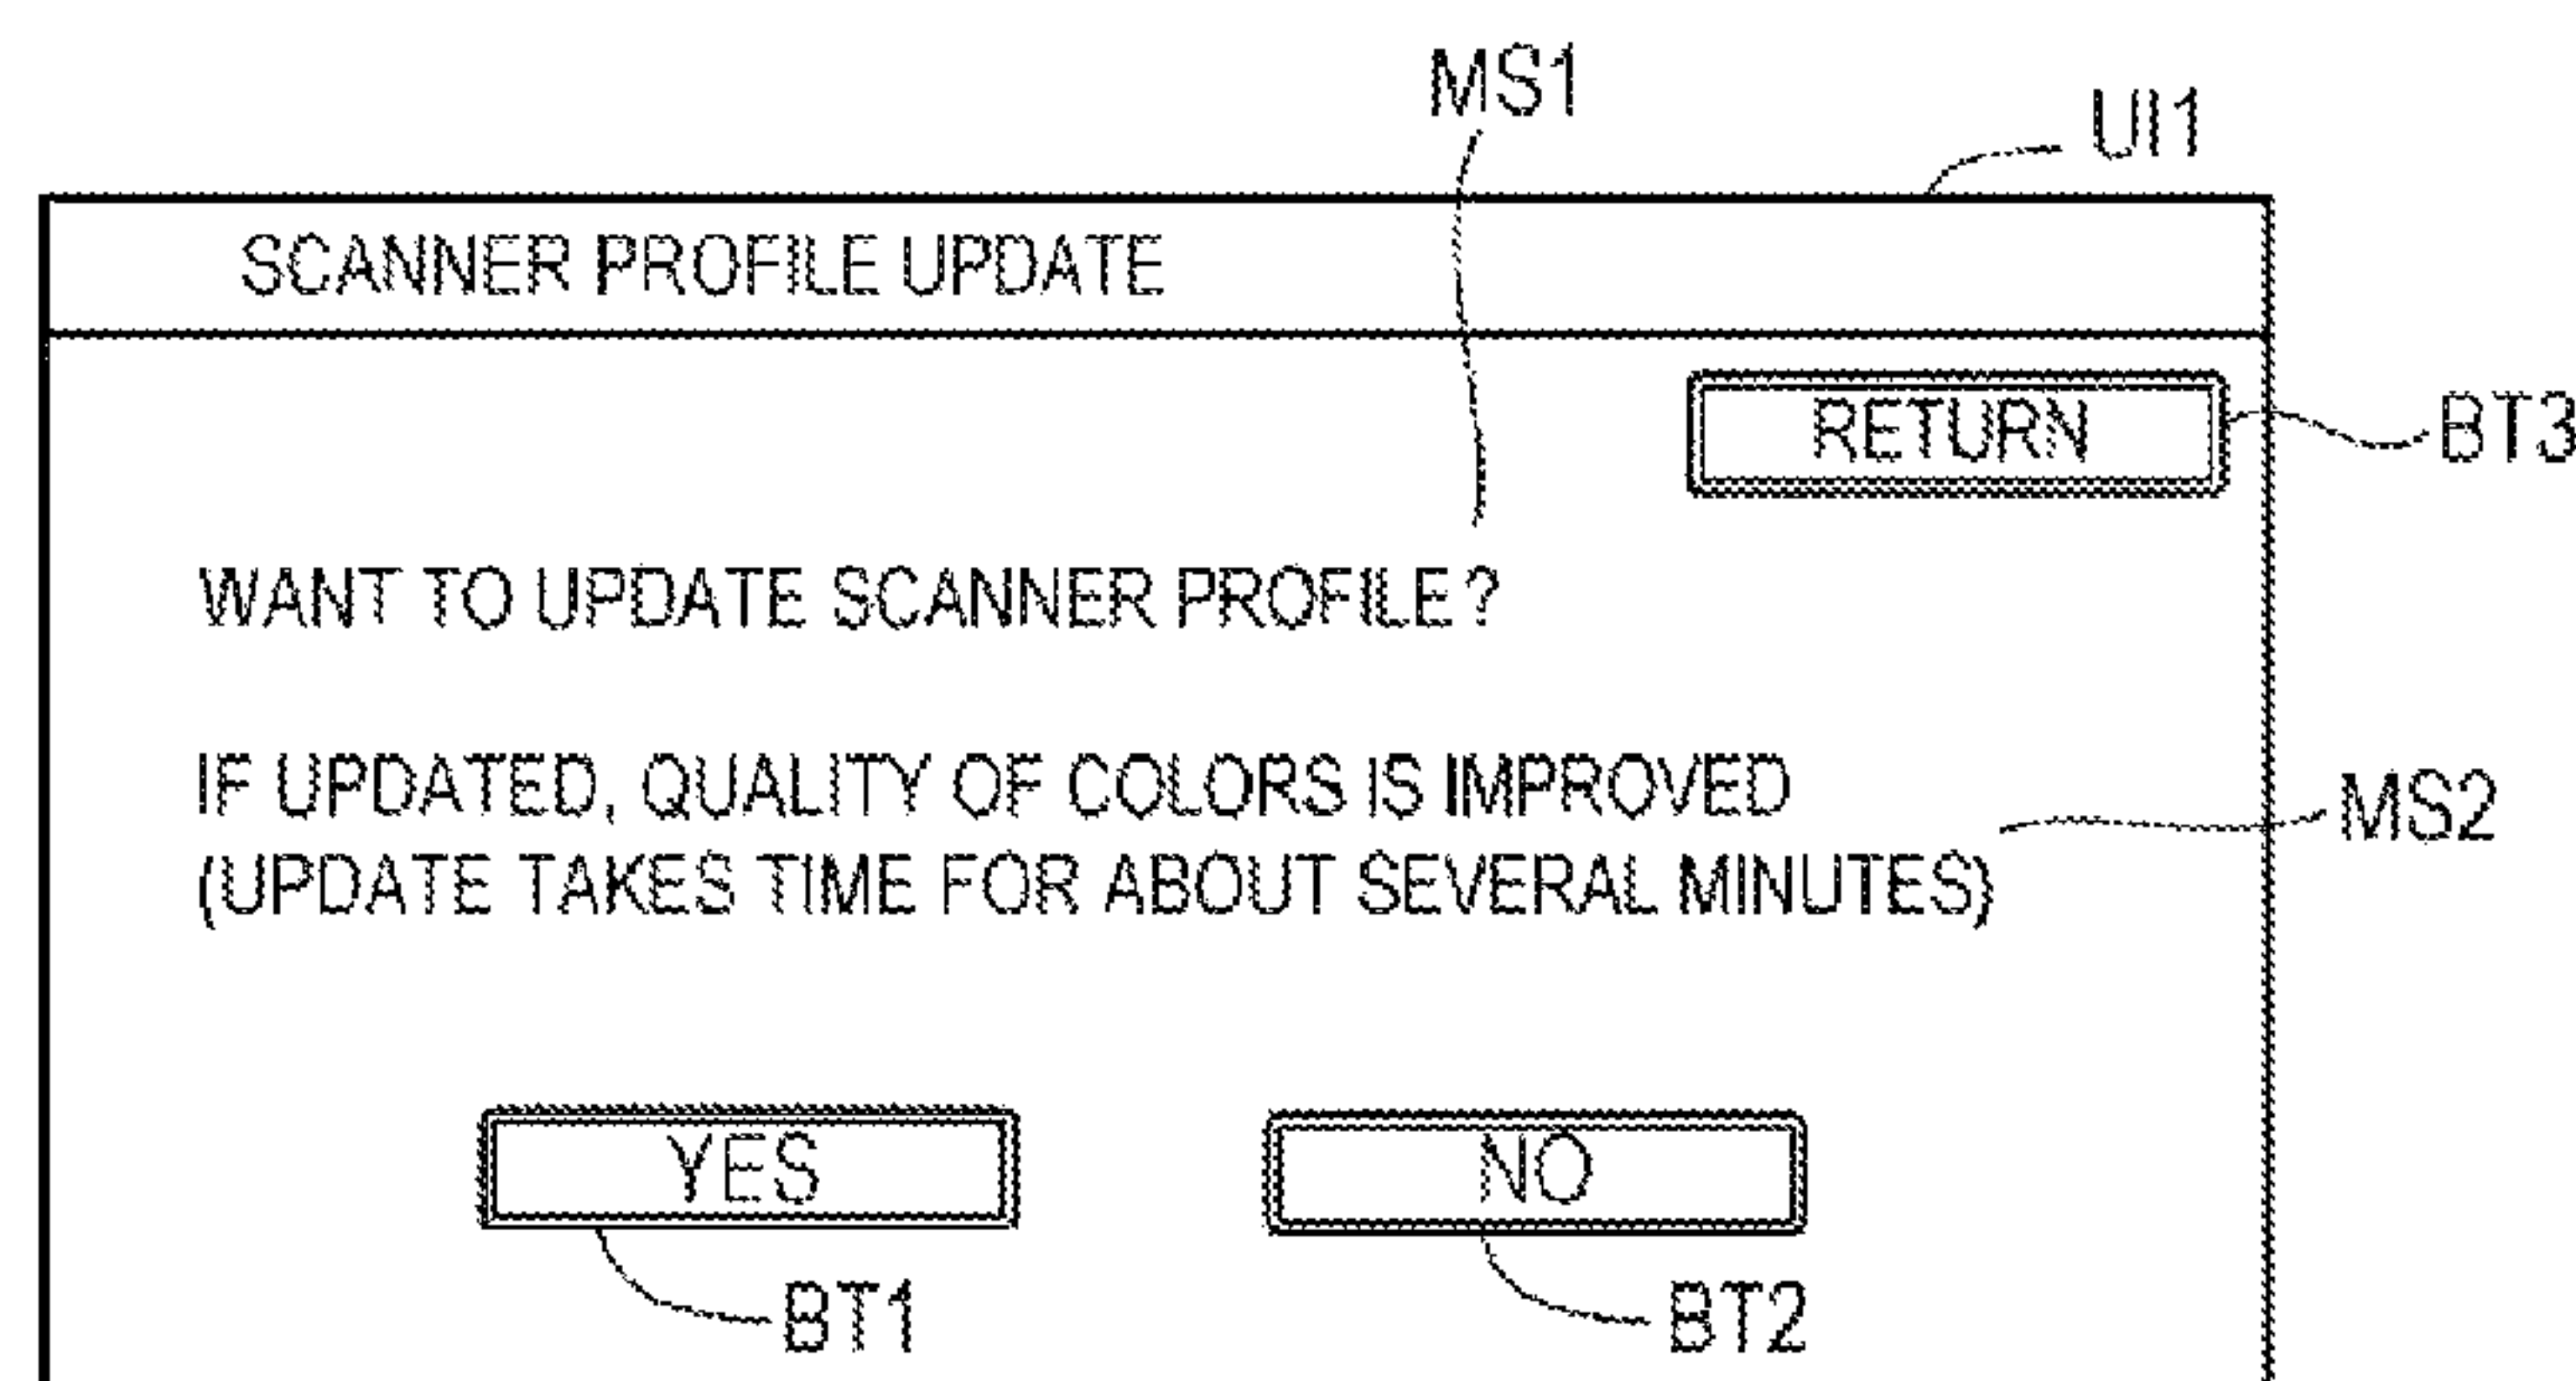 MS1
UI1
SCANNER PROFILE UPDATE
RETURN
BT3
WANT TO UPDATE SCANNER PROFILE?
IF UPDATED, QUALITY OF COLORS IS IMPROVED
(UPDATE TAKES TIME FOR ABOUT SEVERAL MINUTES)
MS2
YES
NO
BT1
BT2